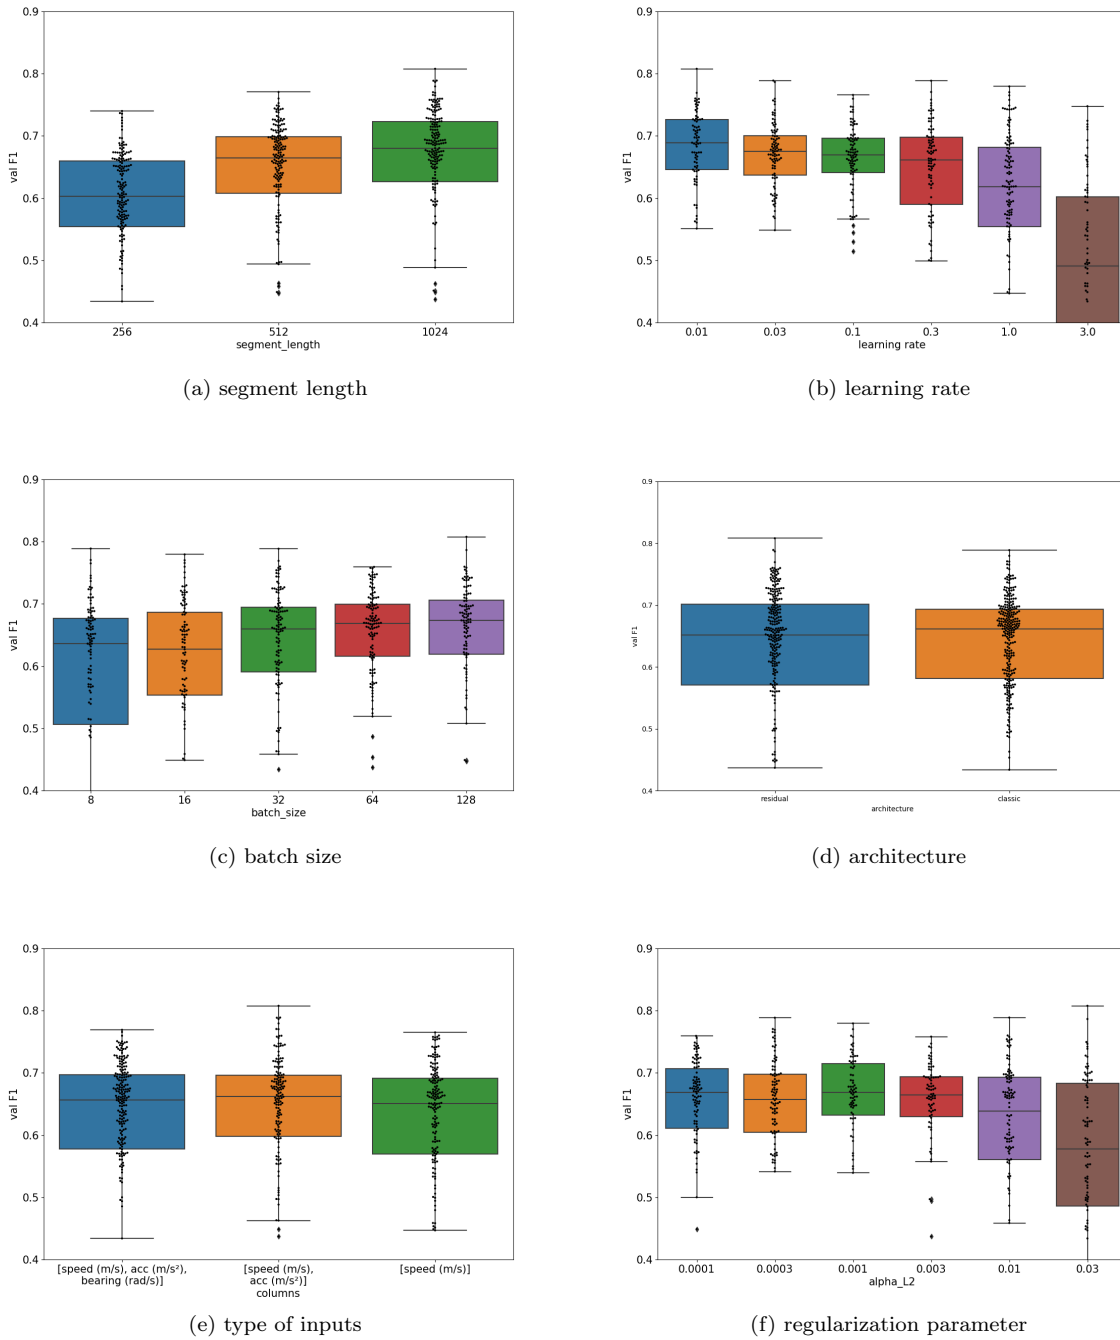 0.9
0.8
0.7
0.6
0.5
0.4
val F1
256 512 1024
segment_length
(a) segment length
0.9
0.8
0.7
0.6
0.5
0.4
val F1
0.01 0.03 0.1 0.3 1.0 3.0
learning rate
(b) learning rate
0.9
0.8
0.7
0.6
0.5
0.4
val F1
8 16 32 64 128
batch_size
(c) batch size
0.9
0.8
0.7
0.6
0.5
0.4
val F1
residual classic
architecture
(d) architecture
0.9
0.8
0.7
0.6
0.5
0.4
val F1
[speed (m/s), acc (m/s²), [speed (m/s), [speed (m/s)]
bearing (rad/s)] acc (m/s²)]
columns
(e) type of inputs
0.9
0.8
0.7
0.6
0.5
0.4
val F1
0.0001 0.0003 0.001 0.003 0.01 0.03
alpha_L2
(f) regularization parameter